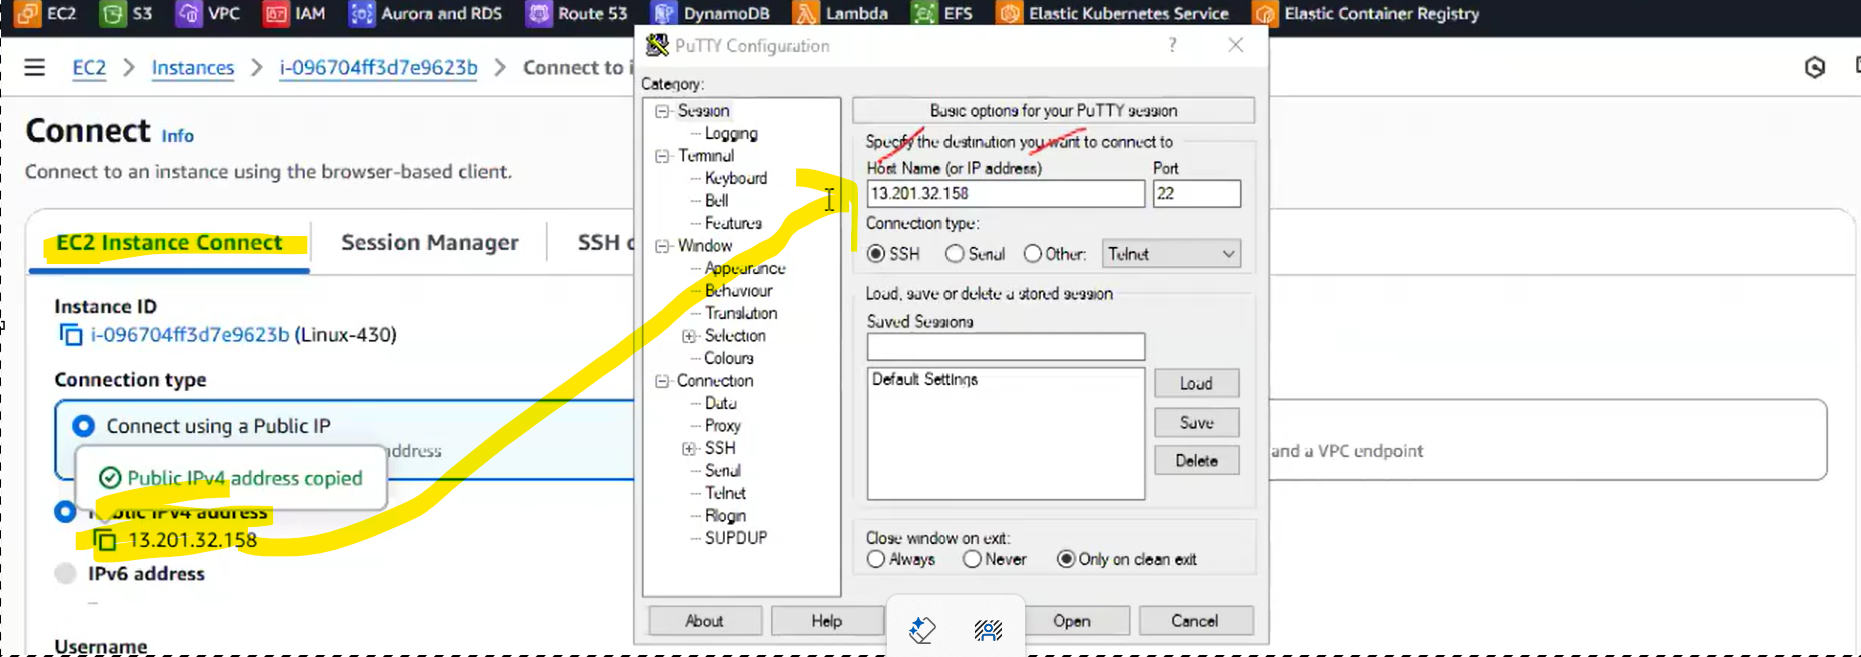 EC2 S3 VPC IAM Aurora and RDS Route 53 DynamoDB Lambda EFS Elastic Kubernetes Service Elastic Container Registry
EC2 > Instances > i-096704ff3d7e9623b > Connect to i
Connect Info
Connect to an instance using the browser-based client.
EC2 Instance Connect Session Manager SSH c
Instance ID
i-096704ff3d7e9623b (Linux-430)
Connection type
Connect using a Public IP
address
Public IPv4 address copied
Public IPv4 address
13.201.32.158
IPv6 address
–
Username
and a VPC endpoint
PuTTY Configuration ? ×
Category:
Session
Logging
Terminal
Keyboard
Bell
Features
Window
Appearance
Behaviour
Translation
Selection
Colours
Connection
Data
Proxy
SSH
Serial
Telnet
Rlogin
SUPDUP
Basic options for your PuTTY session
Specify the destination you want to connect to
Host Name (or IP address) Port
13.201.32.158 22
Connection type:
SSH Serial Other: Telnet
Load, save or delete a stored session
Saved Sessions
Default Settings
Load
Save
Delete
Close window on exit:
Always Never Only on clean exit
About Help Open Cancel